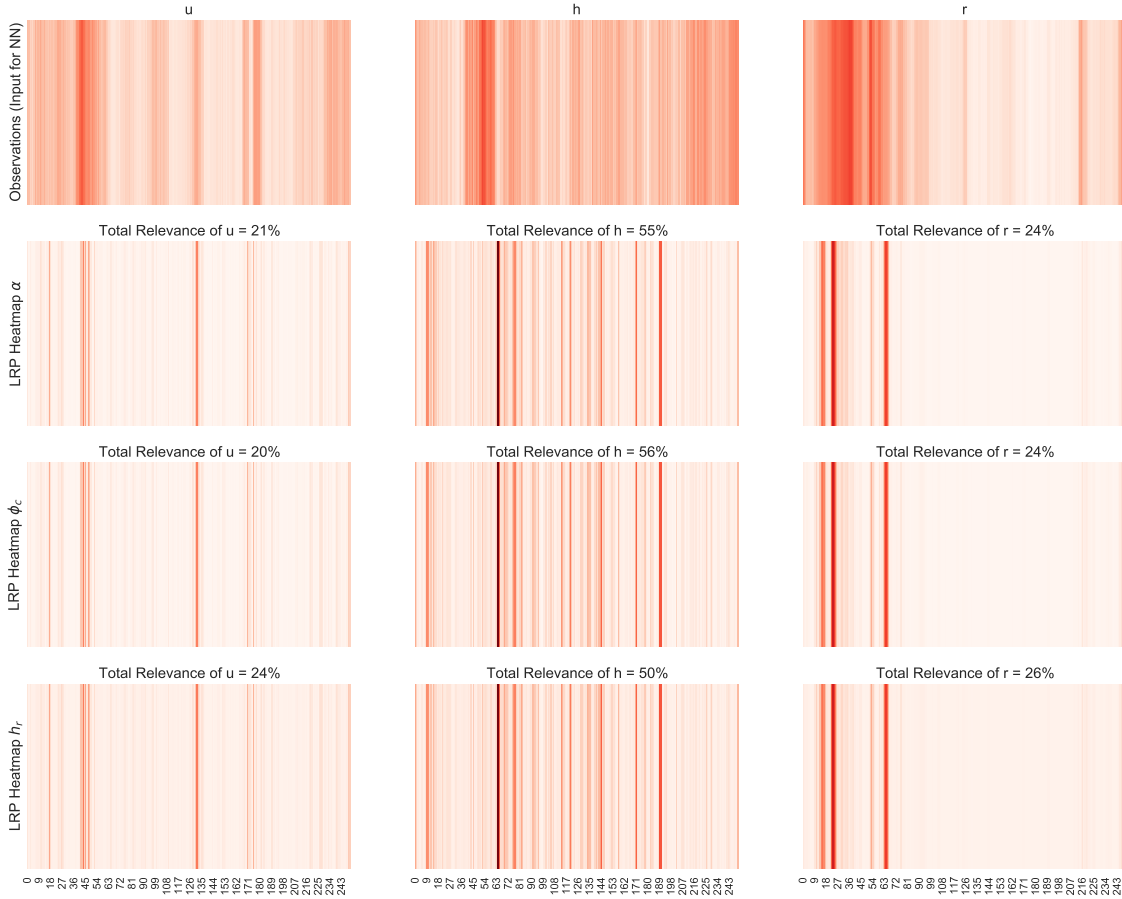 u
h
r
Observations (Input for NN)
Total Relevance of u = 21%
Total Relevance of h = 55%
Total Relevance of r = 24%
LRP Heatmap α
Total Relevance of u = 20%
Total Relevance of h = 56%
Total Relevance of r = 24%
LRP Heatmap ϕc
Total Relevance of u = 24%
Total Relevance of h = 50%
Total Relevance of r = 26%
LRP Heatmap hr
0 9 18 27 36 45 54 63 72 81 90 99 108 117 126 135 144 153 162 171 180 189 198 207 216 225 234 243
0 9 18 27 36 45 54 63 72 81 90 99 108 117 126 135 144 153 162 171 180 189 198 207 216 225 234 243
0 9 18 27 36 45 54 63 72 81 90 99 108 117 126 135 144 153 162 171 180 189 198 207 216 225 234 243